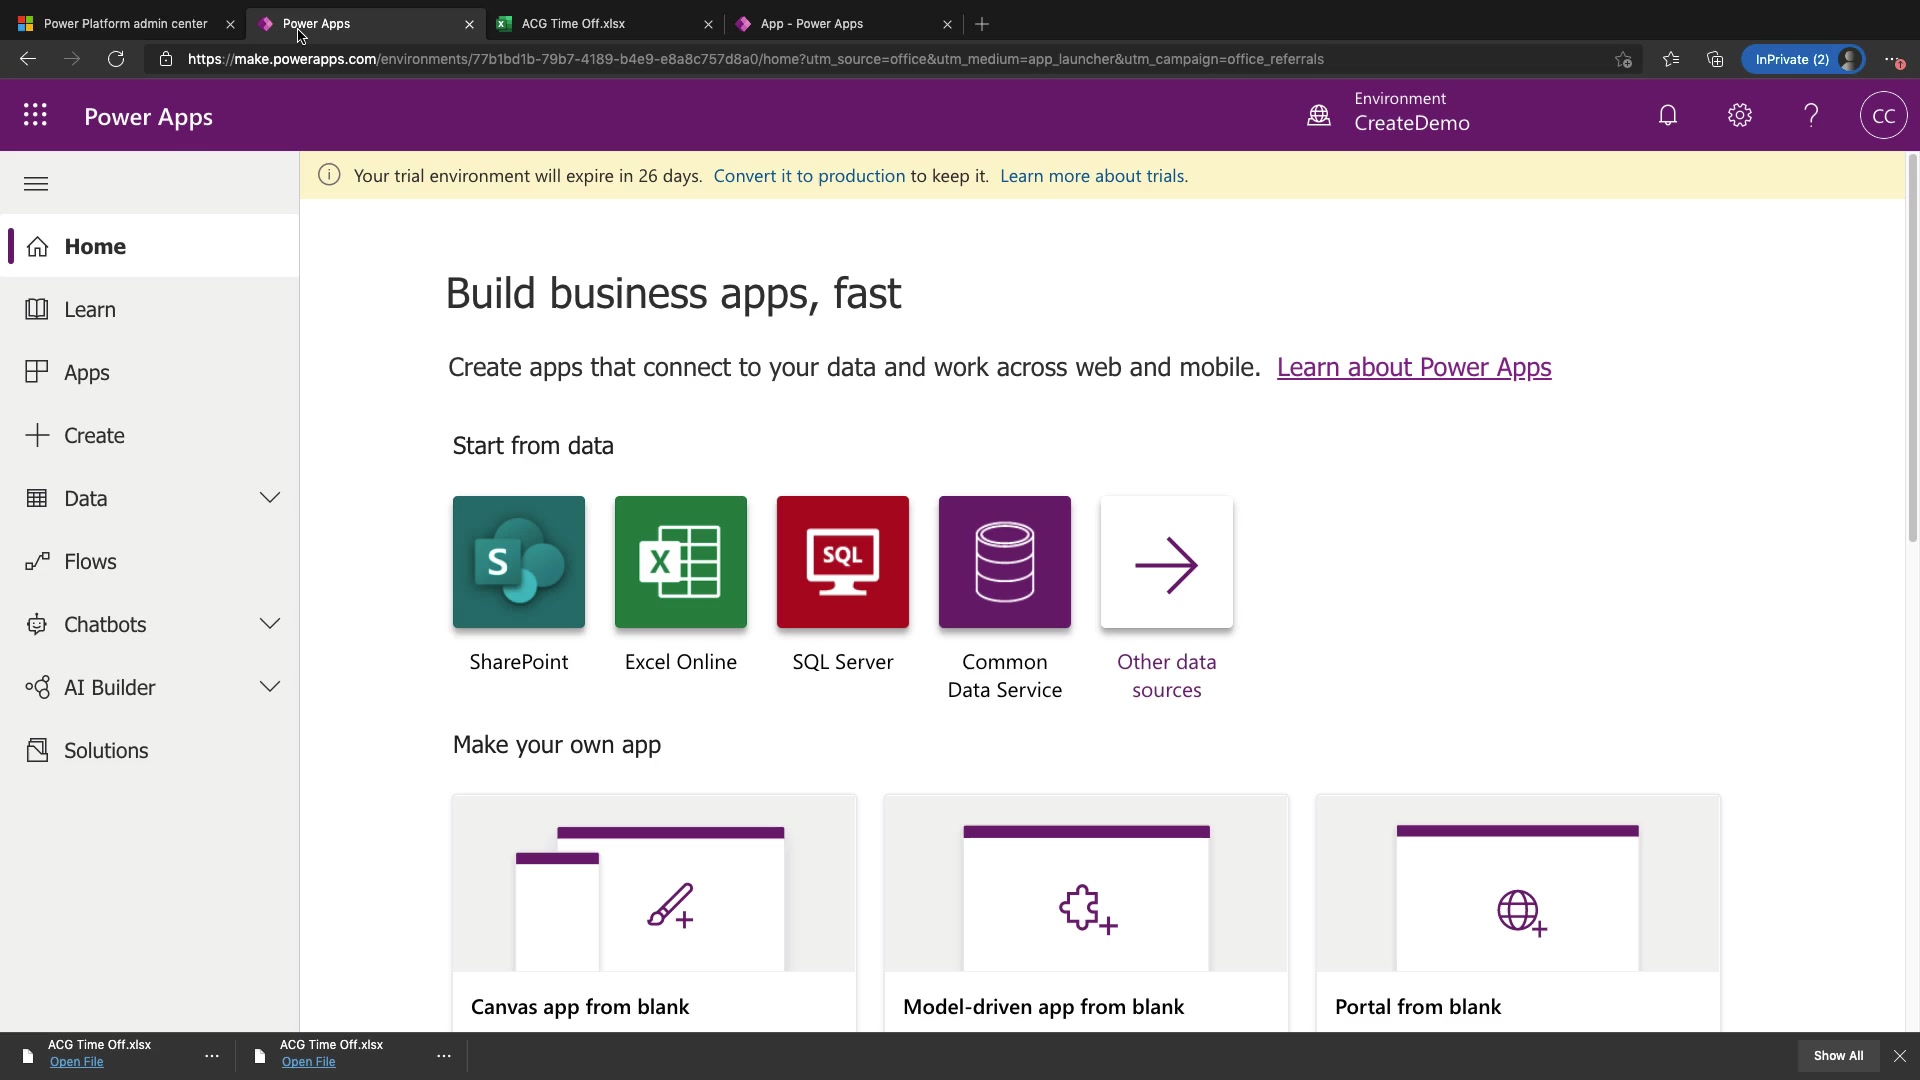 Power Platform admin center
Power Apps
ACG Time Off.xlsx
App - Power Apps
https://make.powerapps.com/environments/77b1bd1b-79b7-4189-b4e9-e8a8c757d8a0/home?utm_source=office&utm_medium=app_launcher&utm_campaign=office_referrals
InPrivate (2)
Power Apps
Environment
CreateDemo
CC
Your trial environment will expire in 26 days. Convert it to production to keep it. Learn more about trials.
Home
Learn
Apps
Create
Data
Flows
Chatbots
AI Builder
Solutions
Build business apps, fast
Create apps that connect to your data and work across web and mobile. Learn about Power Apps
Start from data
S
X
SQL
SharePoint
Excel Online
SQL Server
Common
Data Service
Other data
sources
Make your own app
Canvas app from blank
Model-driven app from blank
Portal from blank
ACG Time Off.xlsx
Open File
ACG Time Off.xlsx
Open File
Show All